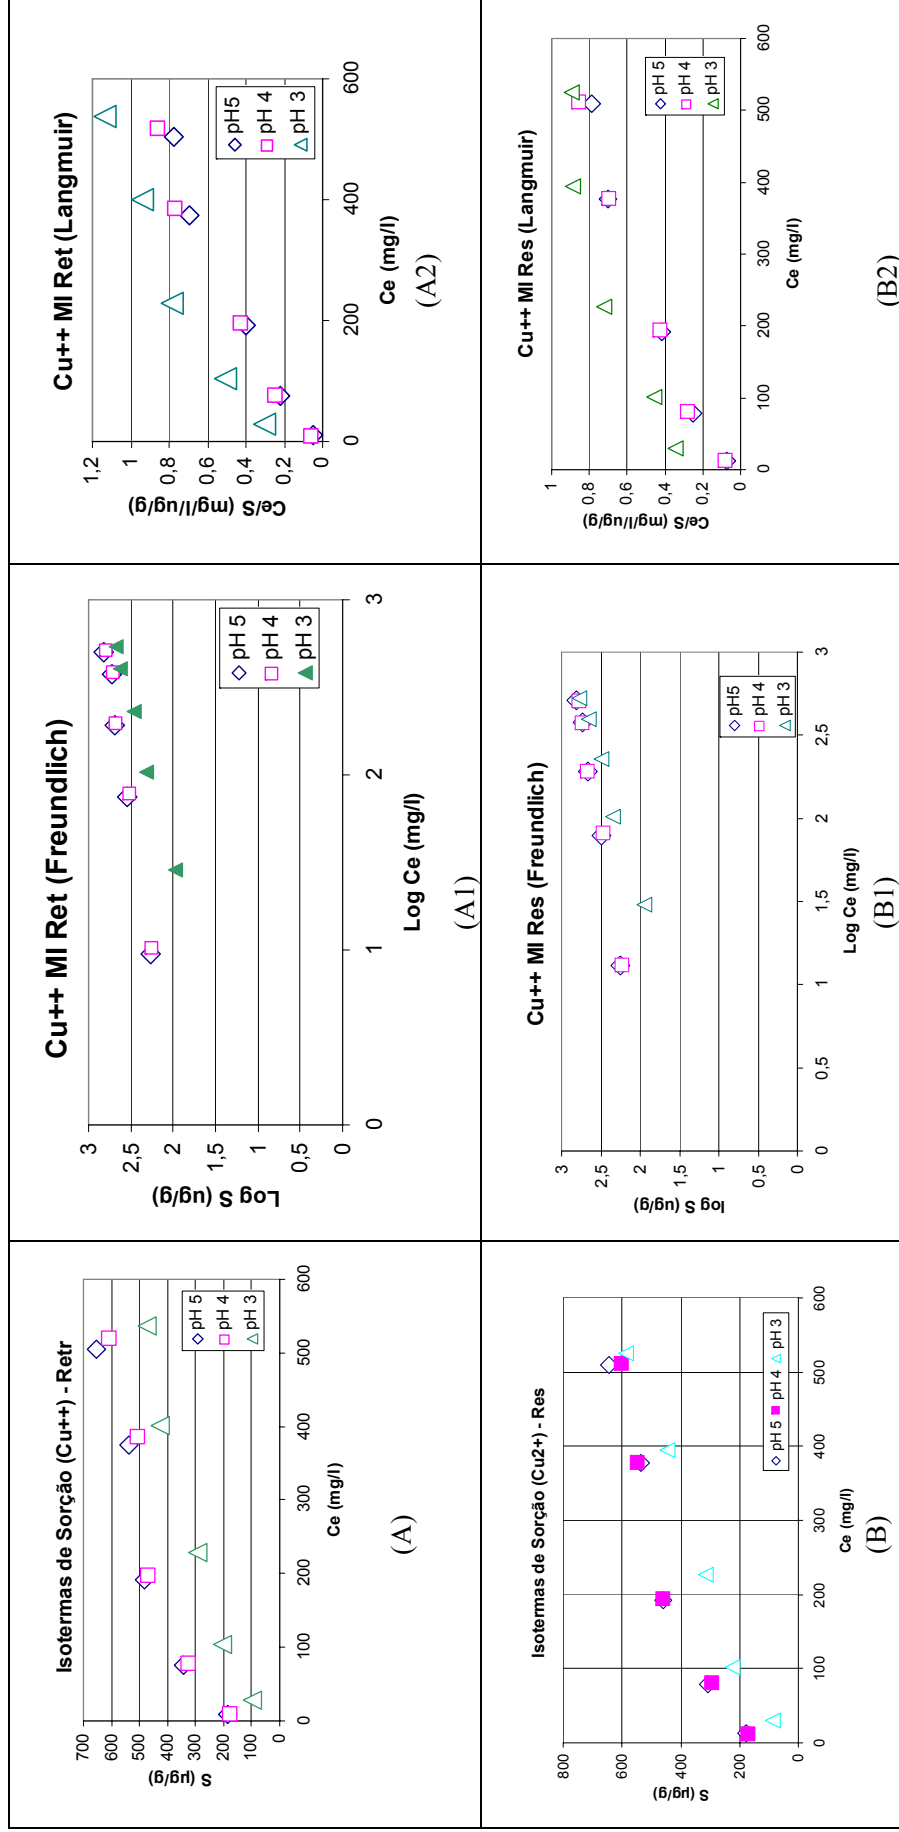 Isotermas de Sorção (Cu++) - Retr
S (µg/g)
700
600
500
400
300
200
100
0
pH 5
pH 4
pH 3
0 100 200 300 400 500 600
Ce (mg/l)
(A)
Cu++ MI Ret (Freundlich)
Log S (ug/g)
3
2,5
2
1,5
1
0,5
0
pH 5
pH 4
pH 3
0 1 2 3
Log Ce (mg/l)
(A1)
Cu++ MI Ret (Langmuir)
Ce/S (mg/l/ug/g)
1,2
1
0,8
0,6
0,4
0,2
0
pH5
pH 4
pH 3
0 200 400 600
Ce (mg/l)
(A2)
Isotermas de Sorção (Cu2+) - Res
S (µg/g)
800
600
400
200
0
pH 5 pH 4 pH 3
0 100 200 300 400 500 600
Ce (mg/l)
(B)
Cu++ MI Res (Freundlich)
log S (ug/g)
3
2,5
2
1,5
1
0,5
0
pH5
pH 4
pH 3
0 0,5 1 1,5 2 2,5 3
Log Ce (mg/l)
(B1)
Cu++ MI Res (Langmuir)
Ce/S (mg/l/ug/g)
1
0,8
0,6
0,4
0,2
0
pH 5
pH 4
pH 3
0 100 200 300 400 500 600
Ce (mg/l)
(B2)